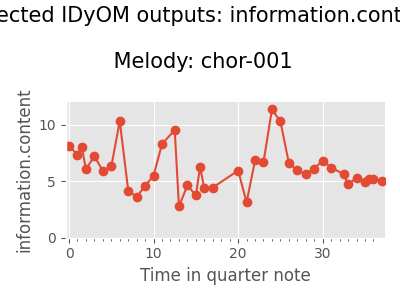 ected IDyOM outputs: information.cont
Melody: chor-001
information.content
10
5
0
0
10
20
30
Time in quarter note